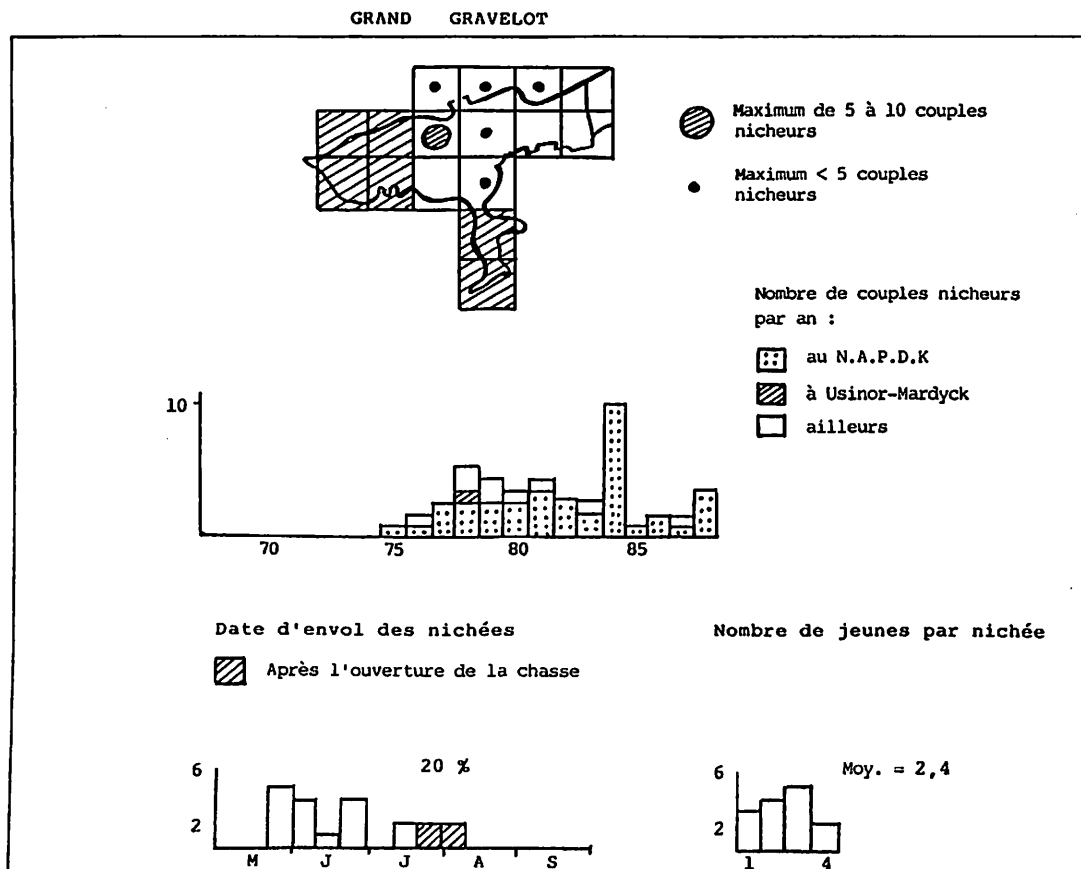 GRAND GRAVELOT
Maximum de 5 à 10 couples
nicheurs
Maximum < 5 couples
nicheurs
Nombre de couples nicheurs
par an :
au N.A.P.D.K
à Usinor-Mardyck
ailleurs
10
70 75 80 85
Date d'envol des nichées
Après l'ouverture de la chasse
20 %
6
2
M J J A S
Nombre de jeunes par nichée
Moy. = 2,4
6
2
1 4